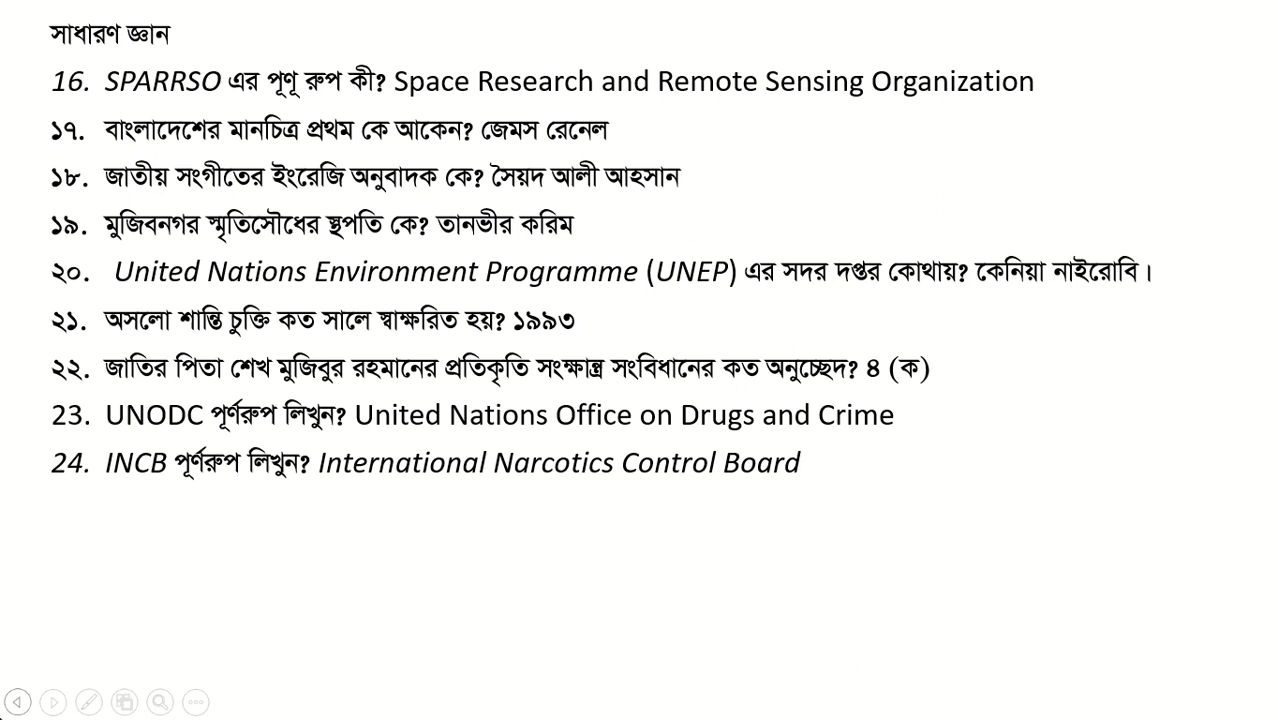 সাধারণ জ্ঞান
16. SPARRSO এর পূণূ রুপ কী? Space Research and Remote Sensing Organization
১৭. বাংলাদেশের মানচিত্র প্রথম কে আকেন? জেমস রেনেল
১৮. জাতীয় সংগীতের ইংরেজি অনুবাদক কে? সৈয়দ আলী আহসান
১৯. মুজিবনগর স্মৃতিসৌধের স্থপতি কে? তানভীর করিম
২০. United Nations Environment Programme (UNEP) এর সদর দপ্তর কোথায়? কেনিয়া নাইরোবি।
২১. অসলো শান্তি চুক্তি কত সালে স্বাক্ষরিত হয়? ১৯৯৩
২২. জাতির পিতা শেখ মুজিবুর রহমানের প্রতিকৃতি সংক্ষান্ত্র সংবিধানের কত অনুচ্ছেদ? ৪ (ক)
23. UNODC পূর্ণরুপ লিখুন? United Nations Office on Drugs and Crime
24. INCB পূর্ণরুপ লিখুন? International Narcotics Control Board